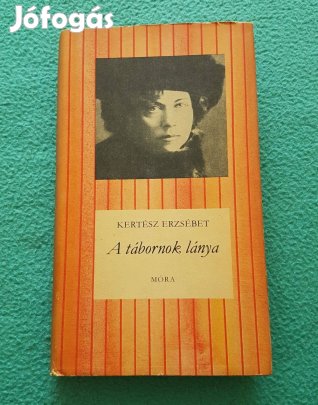 Jófogás
KERTÉSZ ERZSÉBET
A tábornok lánya
MÓRA